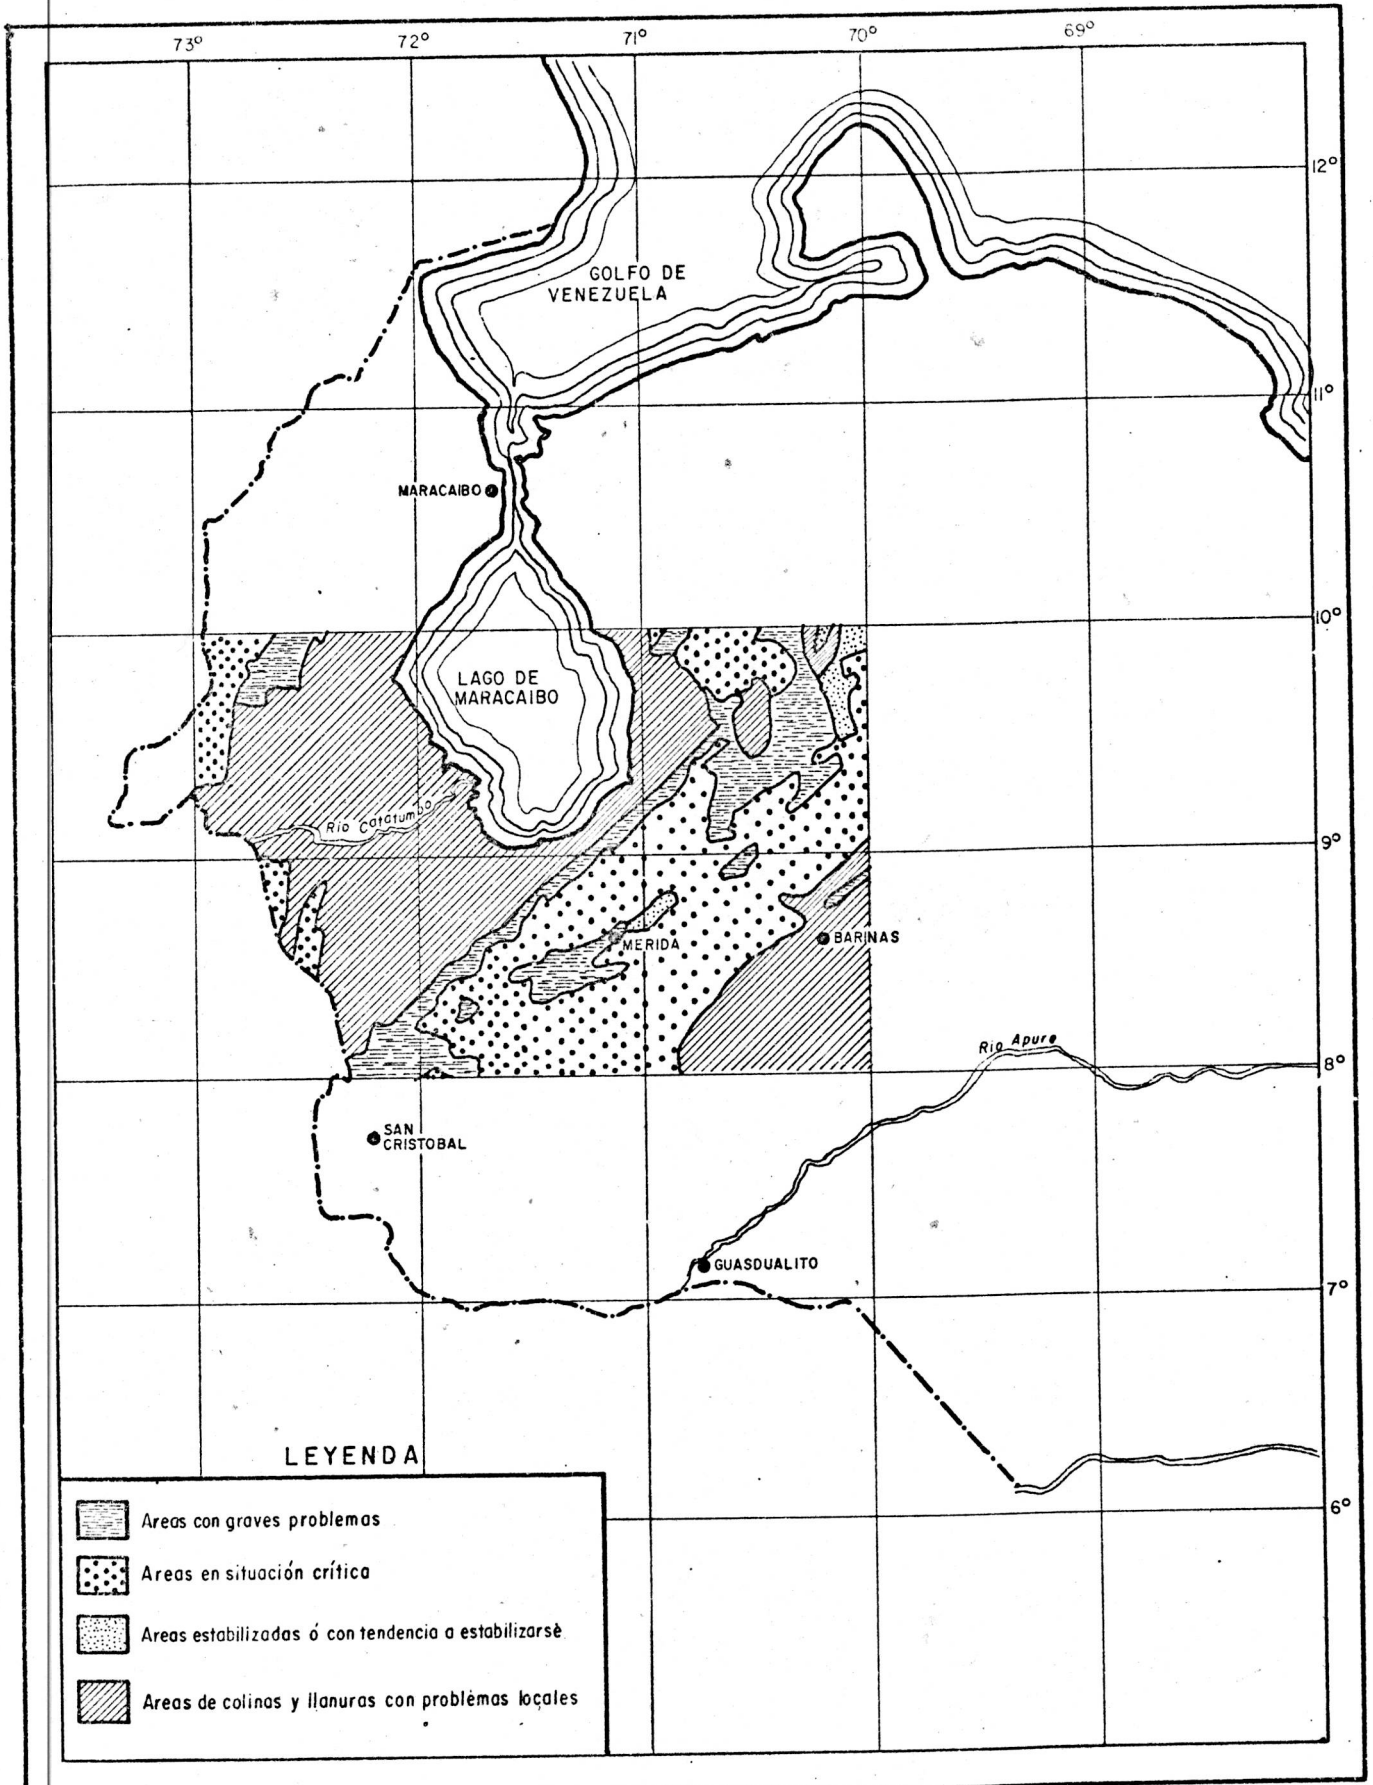 73° 72° 71° 70° 69°
12°
GOLFO DE
VENEZUELA
11°
MARACAIBO
10°
LAGO DE
MARACAIBO
Río Catatumbo
9°
MERIDA
BARINAS
Rio Apure
8°
SAN
CRISTOBAL
GUASDUALITO
7°
LEYENDA
6°
Areas con graves problemas
Areas en situación crítica
Areas estabilizadas ó con tendencia a estabilizarse
Areas de colinas y llanuras con problemas locales